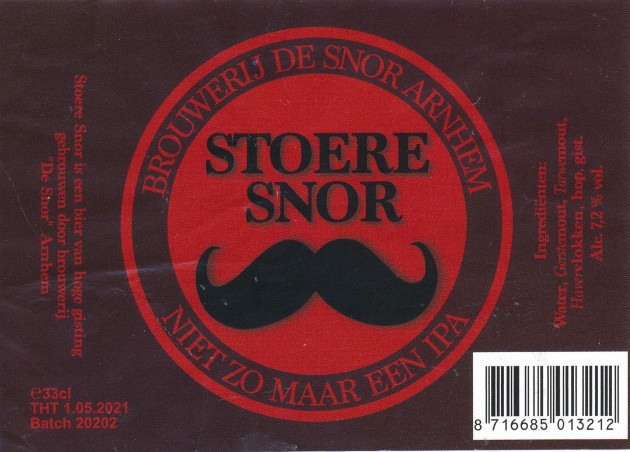 BROUWERIJ DE SNOR ARNHEM
STOERE
SNOR
NIET ZO MAAR EEN IPA
Stoere Snor is een bier van hoge gisting
gebrouwen door brouwerij
"De Snor" Arnhem
℮33cl
THT 1.05.2021
Batch 20202
Ingrediënten:
Water, Gerstemout, Tarwemout,
Havervlokken, hop, gist.
Alc. 7,2 % vol.
8 716685 013212